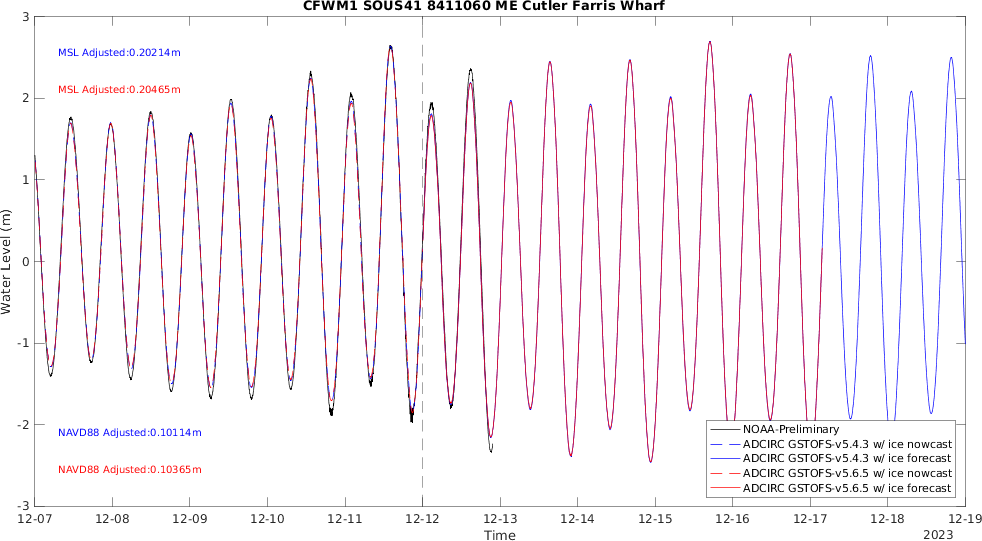 CFWM1 SOUS41 8411060 ME Cutler Farris Wharf
3
2
1
0
-1
-2
-3
Water Level (m)
MSL Adjusted:0.20214m
MSL Adjusted:0.20465m
NAVD88 Adjusted:0.10114m
NAVD88 Adjusted:0.10365m
NOAA-Preliminary
ADCIRC GSTOFS-v5.4.3 w/ ice nowcast
ADCIRC GSTOFS-v5.4.3 w/ ice forecast
ADCIRC GSTOFS-v5.6.5 w/ ice nowcast
ADCIRC GSTOFS-v5.6.5 w/ ice forecast
12-07 12-08 12-09 12-10 12-11 12-12 12-13 12-14 12-15 12-16 12-17 12-18 12-19
Time
2023